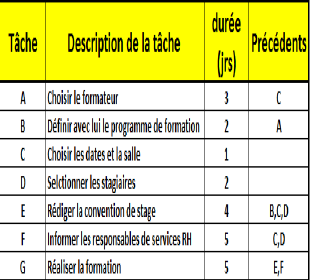 Tâche Description de la tâche durée (jrs) Précédents
A Choisir le formateur 3 C
B Définir avec lui le programme de formation 2 A
C Choisir les dates et la salle 1
D Selctionner les stagiaires 2
E Rédiger la convention de stage 4 B,C,D
F Informer les responsables de services RH 5 C,D
G Réaliser la formation 5 E,F